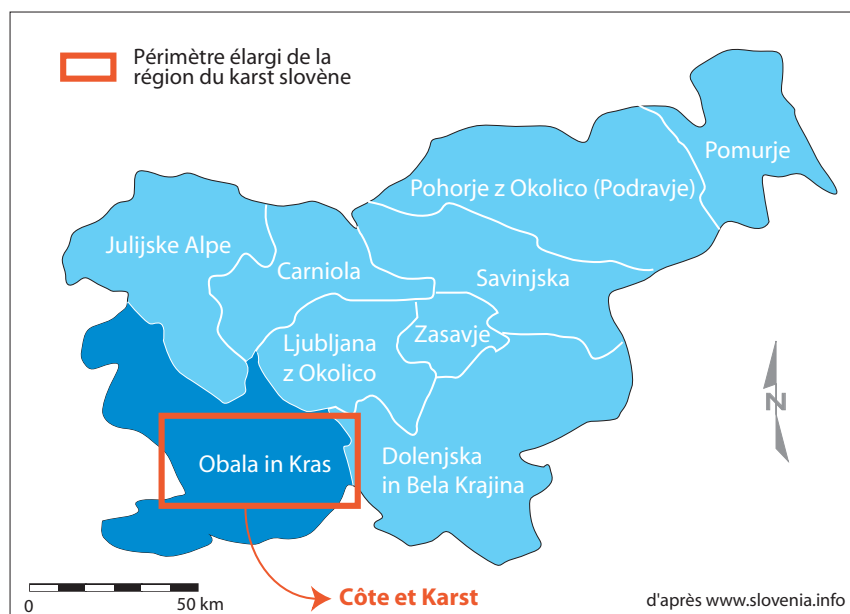 Périmètre élargi de la
région du karst slovène
Pomurje
Pohorje z Okolico (Podravje)
Julijske Alpe
Carniola
Savinjska
Ljubljana
z Okolico
Zasavje
N
Obala in Kras
Dolenjska
in Bela Krajina
0
50 km
Côte et Karst
d'après www.slovenia.info